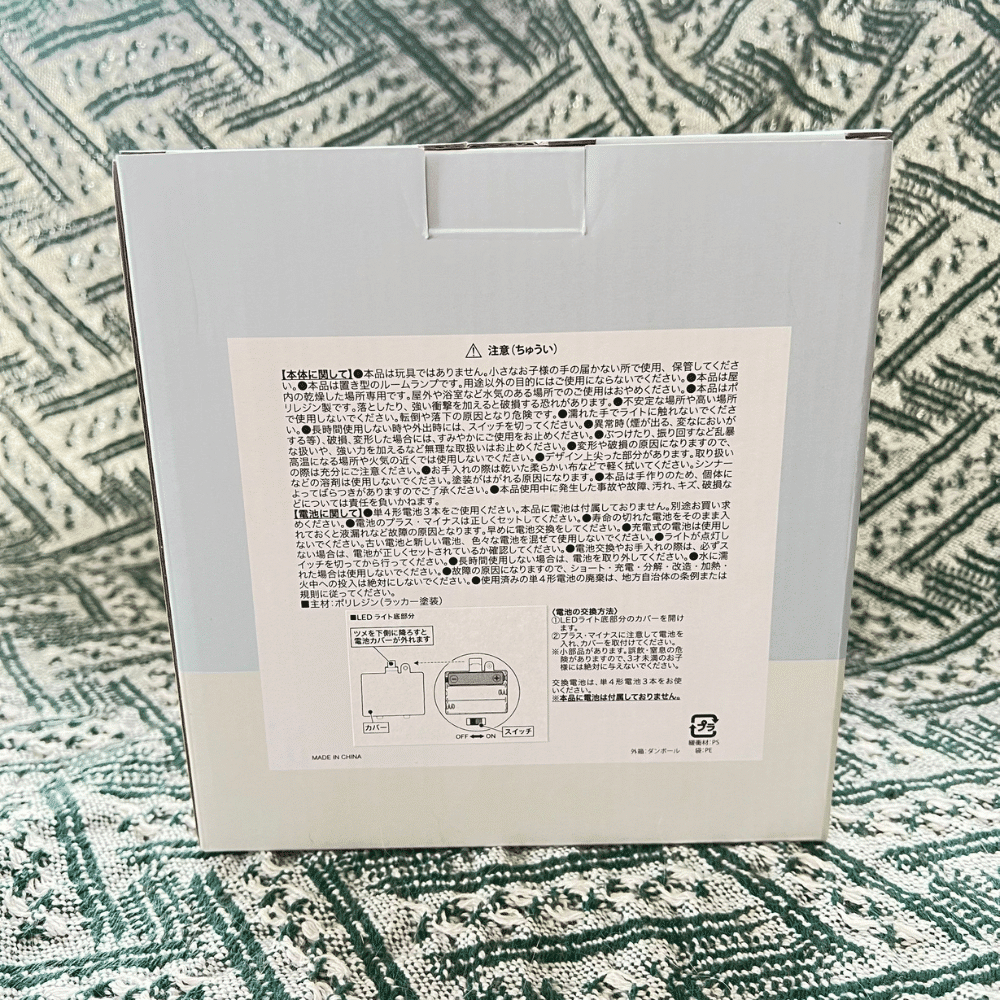 注意(ちゅうい)
【本体に関して】●本品は玩具ではありません。小さなお子様の手の届かない所で使用、保管してくださ
い。●本品は置き型のルームランプです。用途以外の目的にはご使用にならないでください。●本品は屋
内の乾燥した場所専用です。屋外や浴室など水気のある場所でのご使用はおやめください。●本品はポ
リレジン製です。落としたり、強い衝撃を加えると破損する恐れがあります。●不安定な場所や高い場所
で使用しないでください。転倒や落下の原因となり危険です。●濡れた手でライトに触れないでくださ
い。●長時間使用しない時や外出時には、スイッチを切ってください。●異常時(煙が出る、変なにおいが
する等)、破損、変形した場合には、すみやかにご使用をお止めください。●ぶつけたり、振り回すなど乱暴
な扱いや、強い力を加えるなど無理な取扱いはお止めください。●変形や破損の原因になりますので、
高温になる場所や火気の近くでは使用しないでください。●デザイン上尖った部分があります。取り扱い
の際は充分にご注意ください。●お手入れの際は乾いた柔らかい布などで軽く拭いてください。シンナー
などの溶剤は使用しないでください。塗装がはがれる原因になります。●本品は手作りのため、個体に
よってばらつきがありますのでご了承ください。●本品使用中に発生した事故や故障、汚れ、キズ、破損な
どについては責任を負いかねます。
【電池に関して】●単4形電池3本をご使用ください。本品に電池は付属しておりません。別途お買い求
めください。●電池のプラス・マイナスは正しくセットしてください。●寿命の切れた電池をそのまま入
れておくと液漏れなど故障の原因となります。早めに電池交換をしてください。●充電式の電池は使用し
ないでください。古い電池と新しい電池、色々な電池を混ぜて使用しないでください。●ライトが点灯し
ない場合は、電池が正しくセットされているか確認してください。●電池交換やお手入れの際は、必ずス
イッチを切ってから行ってください。●長時間使用しない場合は、電池を取り外してください。●水に濡
れた場合は使用しないでください。●故障の原因になりますので、ショート・充電・分解・改造・加熱・
火中への投入は絶対にしないでください。●使用済みの単4形電池の廃棄は、地方自治体の条例または
規則に従ってください。
■主材:ポリレジン(ラッカー塗装)
■LEDライト底部分
ツメを下側に降ろすと
電池カバーが外れます
カバー
スイッチ
OFF ⟷ ON
<電池の交換方法>
①LEDライト底部分のカバーを開け
ます。
②プラス・マイナスに注意して電池を
入れ、カバーを取付けてください。
※小部品があります。誤飲・窒息の危
険がありますので、3才未満のお子
様には絶対に与えないでください。
交換電池は、単4形電池3本をお使
いください。
※本品に電池は付属しておりません。
MADE IN CHINA
外箱:ダンボール
プラ
緩衝材:PS
袋:PE